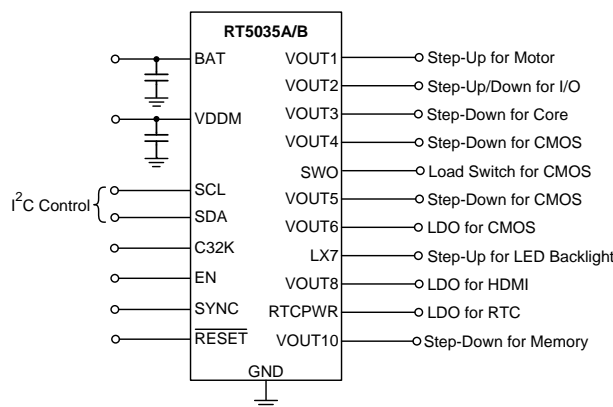 RT5035A/B
BAT
VDDM
I²C Control
SCL
SDA
C32K
EN
SYNC
RESET
VOUT1 Step-Up for Motor
VOUT2 Step-Up/Down for I/O
VOUT3 Step-Down for Core
VOUT4 Step-Down for CMOS
SWO Load Switch for CMOS
VOUT5 Step-Down for CMOS
VOUT6 LDO for CMOS
LX7 Step-Up for LED Backlight
VOUT8 LDO for HDMI
RTCPWR LDO for RTC
VOUT10 Step-Down for Memory
GND